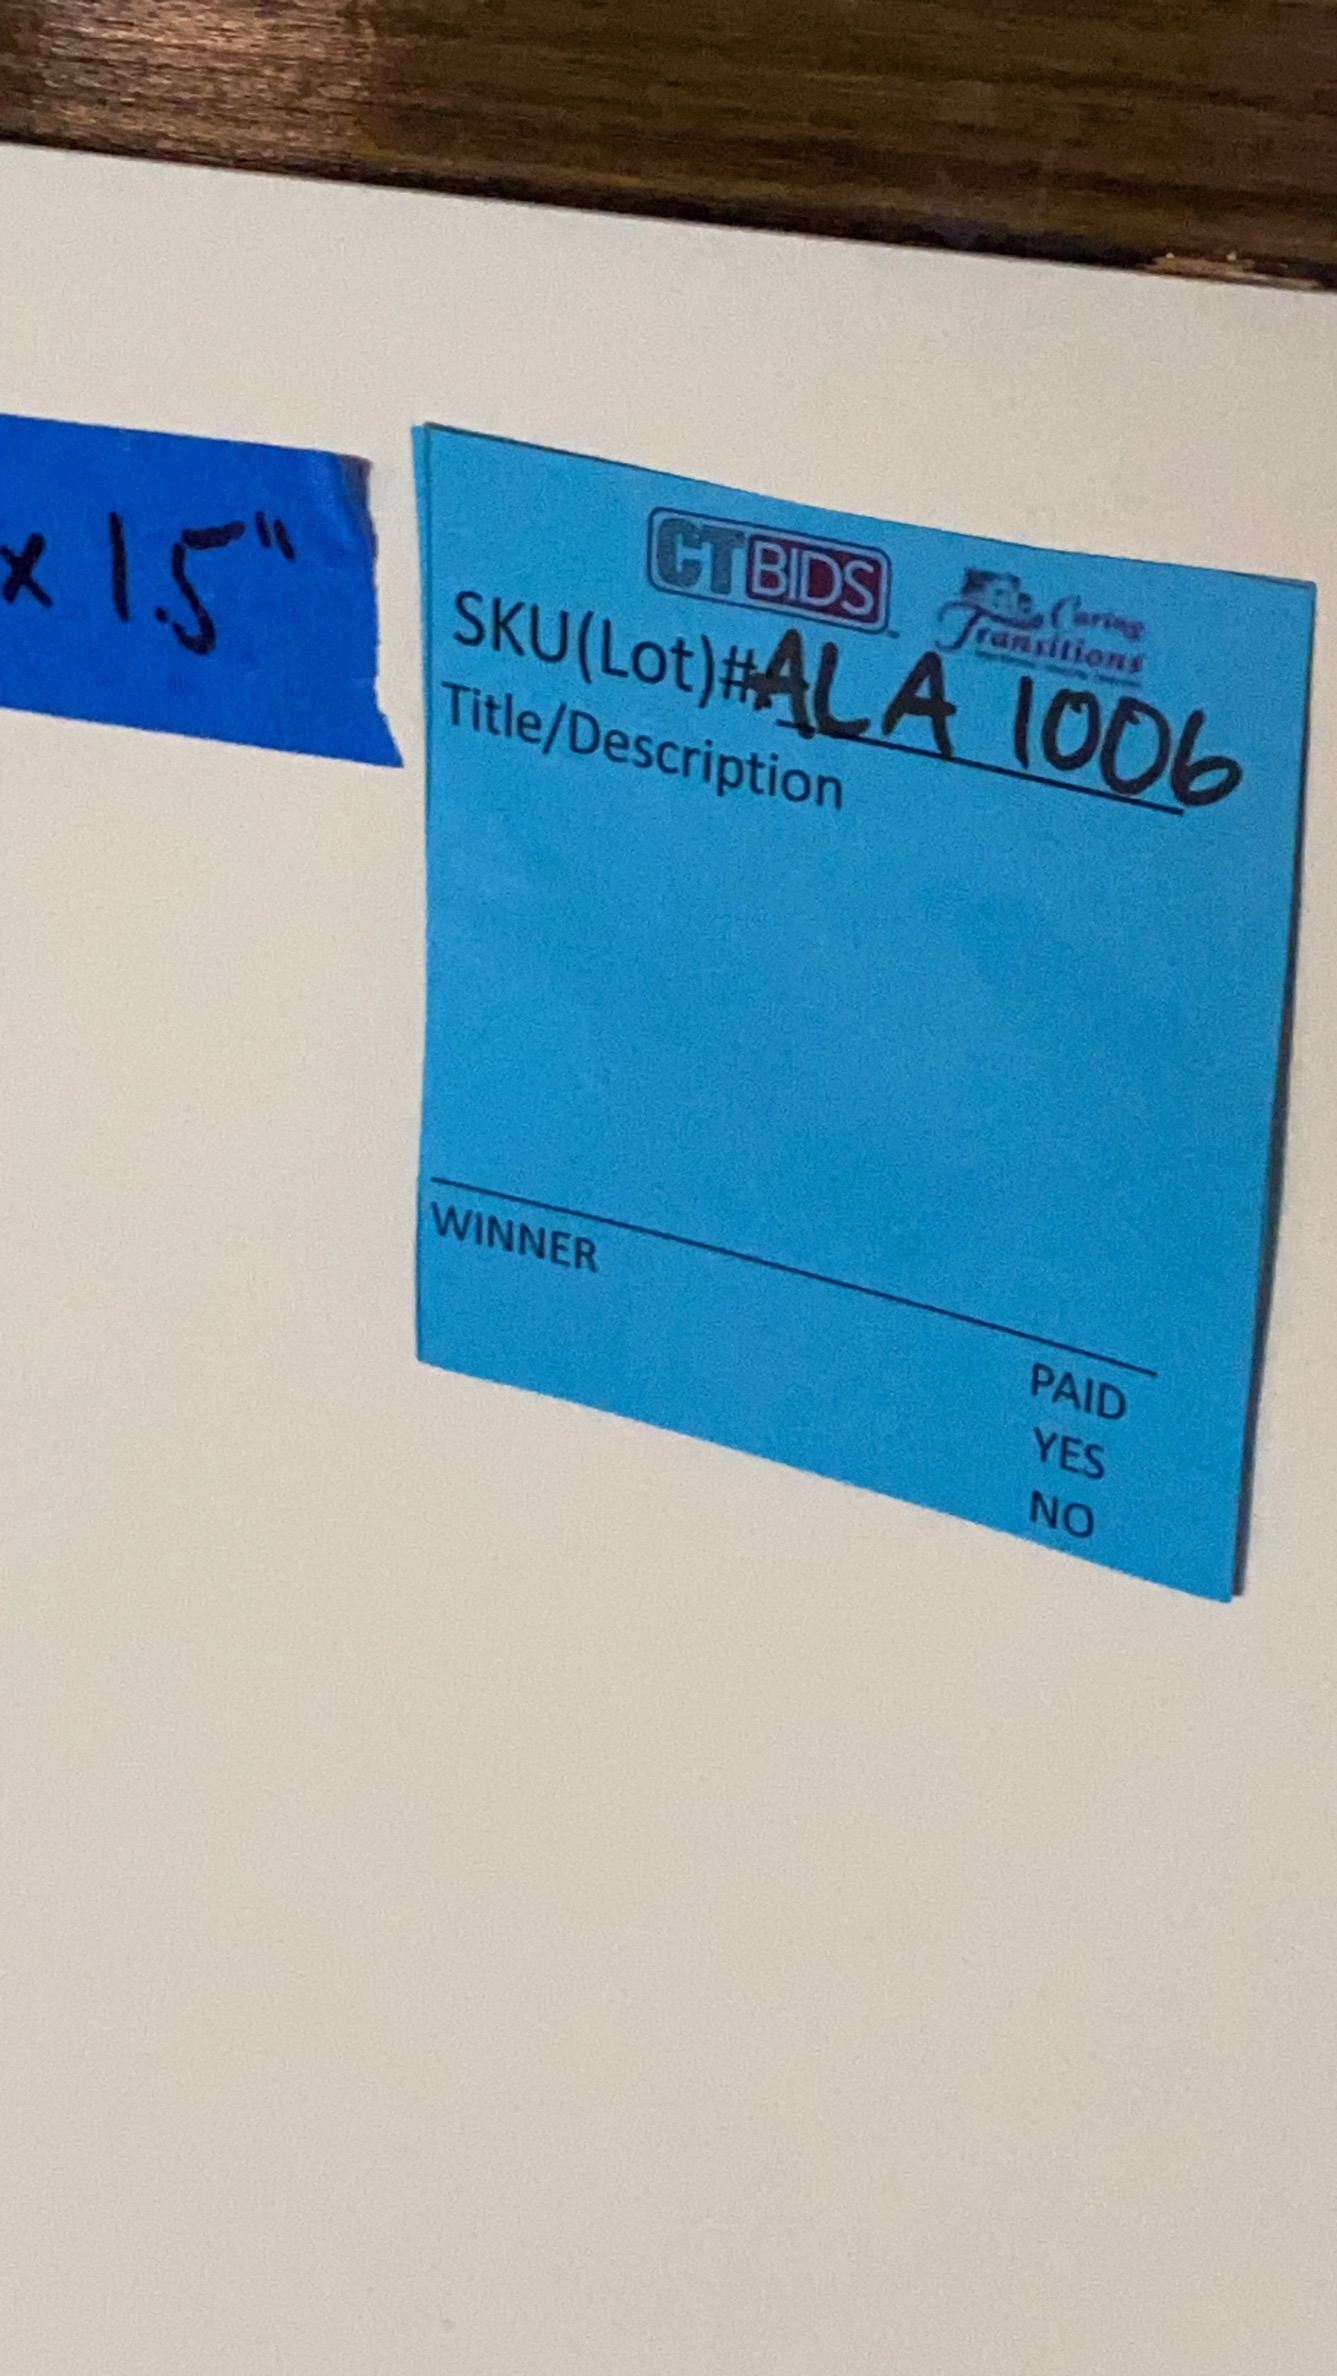 x 1.5"
CTBIDS
Caring
Transitions
SKU(Lot)#ALA 1006
Title/Description
WINNER
PAID
YES
NO